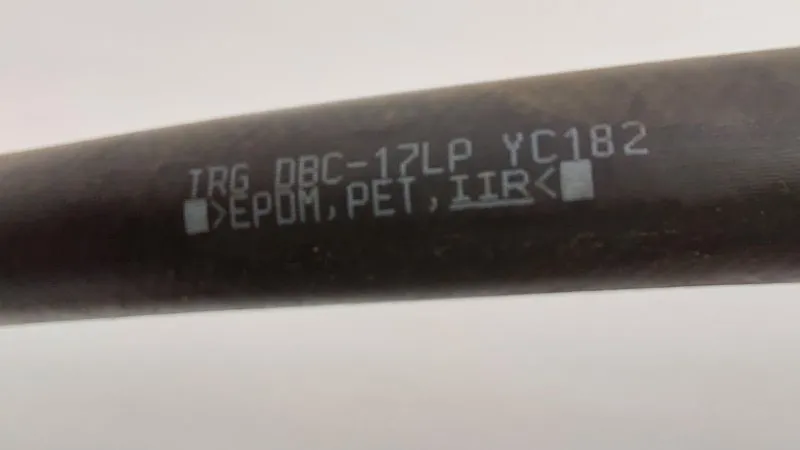 TRG DBC-17LP YC182
>EPDM,PET,IIR<